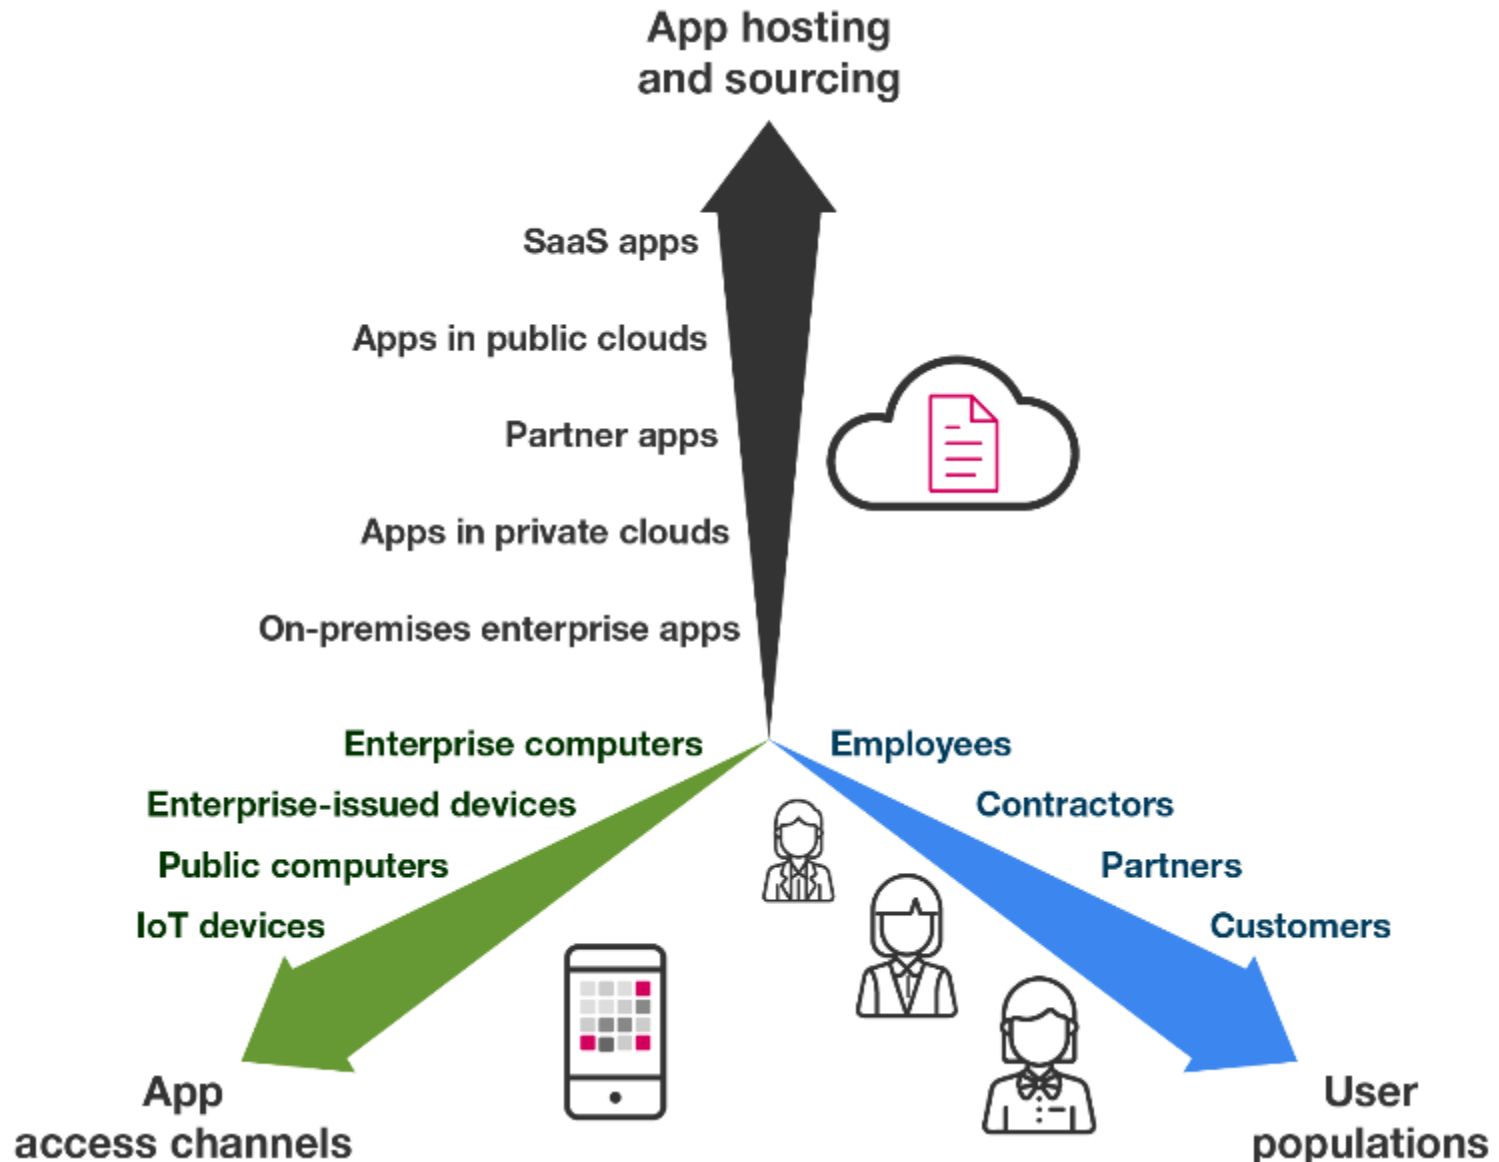 App hosting
and sourcing
SaaS apps
Apps in public clouds
Partner apps
Apps in private clouds
On-premises enterprise apps
Enterprise computers
Enterprise-issued devices
Public computers
IoT devices
App
access channels
Employees
Contractors
Partners
Customers
User
populations